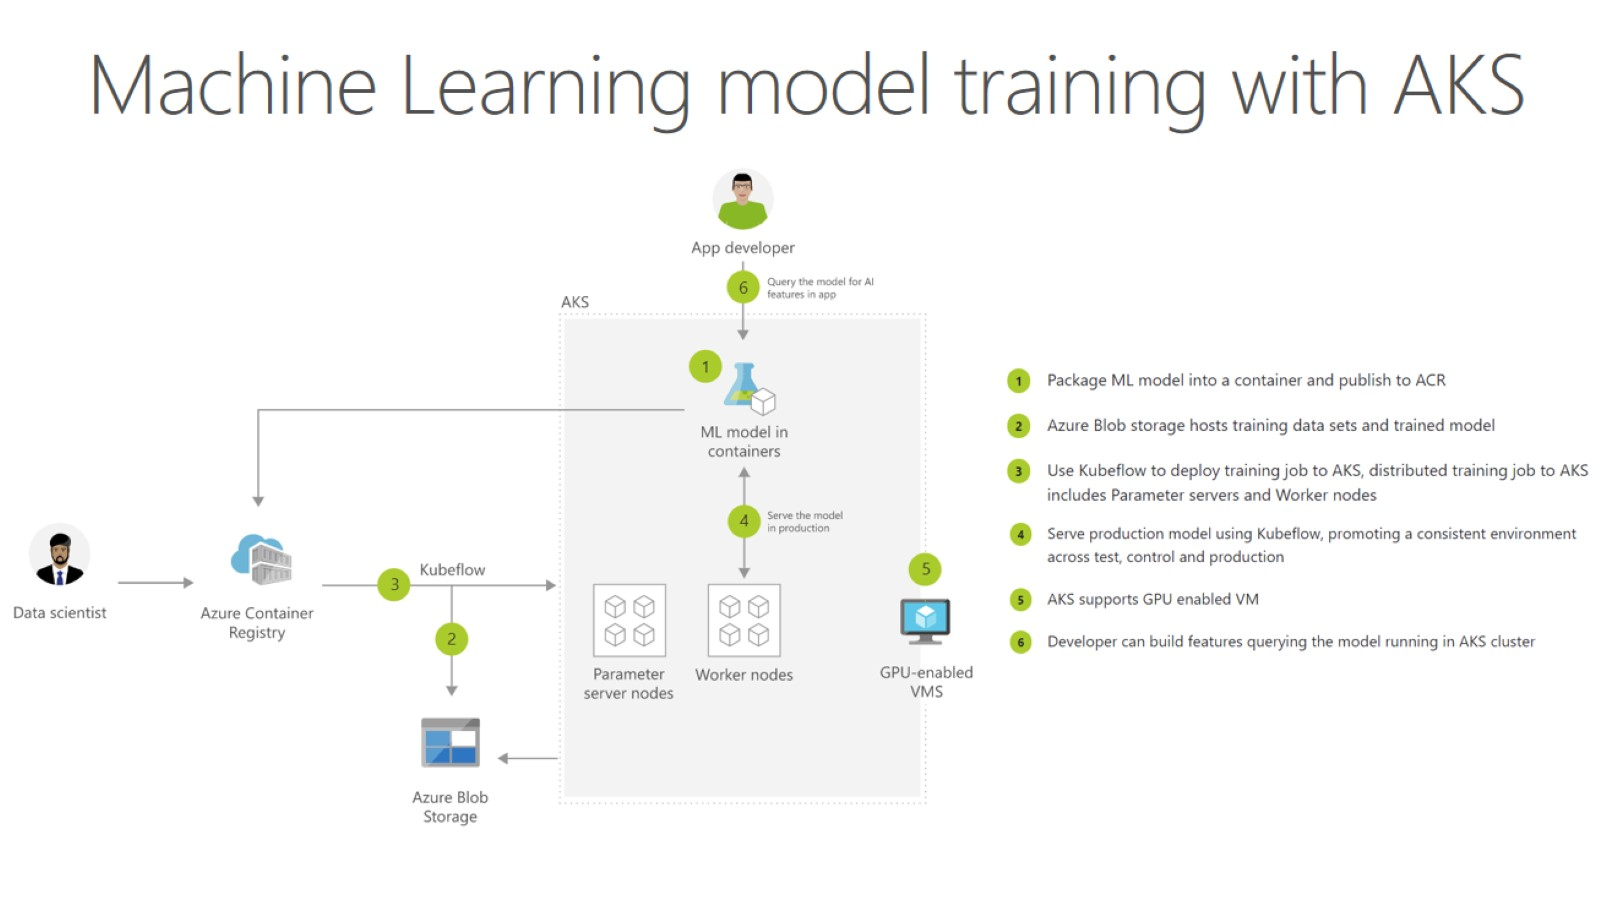 Machine Learning model training with AKS
App developer
6
Query the model for AI
features in app
AKS
1
ML model in
containers
4
Serve the model
in production
Data scientist
Azure Container
Registry
3
Kubeflow
2
Azure Blob
Storage
Parameter
server nodes
Worker nodes
5
GPU-enabled
VMS
1 Package ML model into a container and publish to ACR
2 Azure Blob storage hosts training data sets and trained model
3 Use Kubeflow to deploy training job to AKS, distributed training job to AKS
includes Parameter servers and Worker nodes
4 Serve production model using Kubeflow, promoting a consistent environment
across test, control and production
5 AKS supports GPU enabled VM
6 Developer can build features querying the model running in AKS cluster